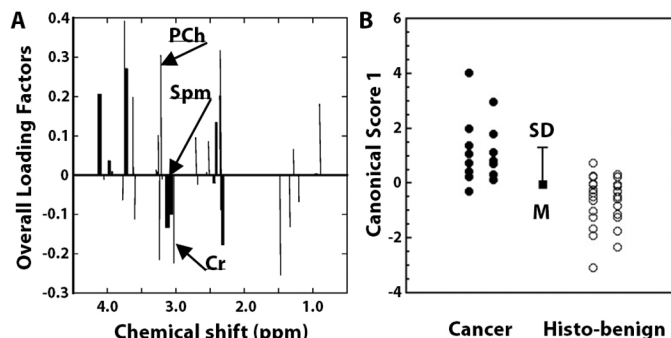 A
Overall Loading Factors
0.4
0.3
0.2
0.1
0
-0.1
-0.2
-0.3
PCh
Spm
Cr
4.0
3.0
2.0
1.0
Chemical shift (ppm)
B
Canonical Score 1
6
4
2
0
-2
-4
SD
M
Cancer
Histo-benign